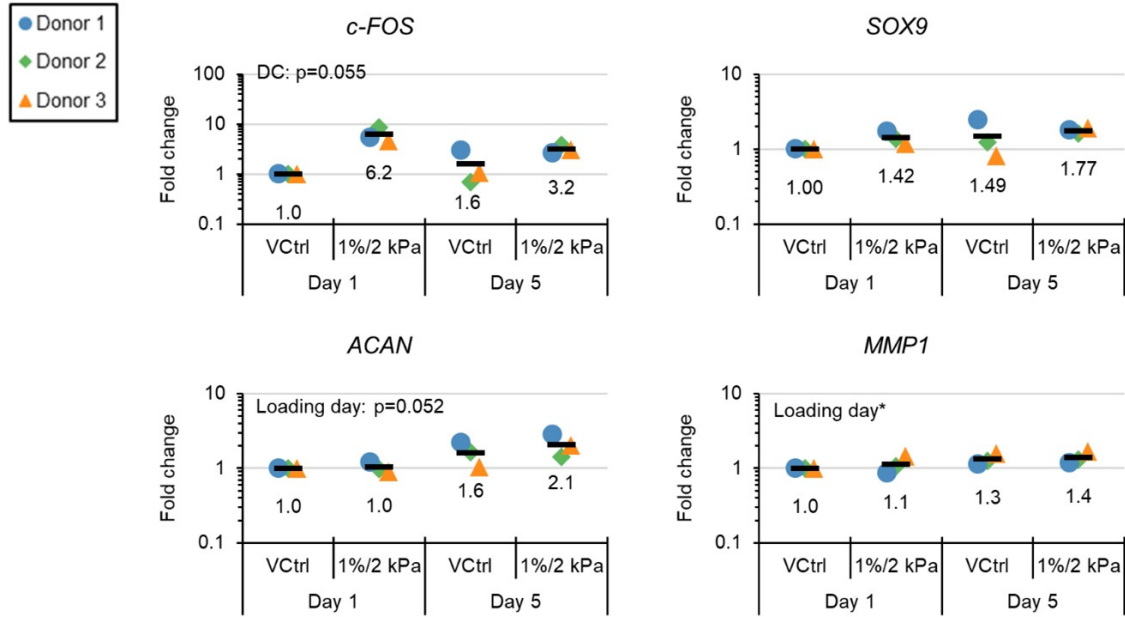 Donor 1
Donor 2
Donor 3
c-FOS
Fold change
100
10
1
0.1
DC: p=0.055
1.0
6.2
1.6
3.2
VCtrl
1%/2 kPa
VCtrl
1%/2 kPa
Day 1
Day 5
SOX9
Fold change
10
1
0.1
1.00
1.42
1.49
1.77
VCtrl
1%/2 kPa
VCtrl
1%/2 kPa
Day 1
Day 5
ACAN
Fold change
10
1
0.1
Loading day: p=0.052
1.0
1.0
1.6
2.1
VCtrl
1%/2 kPa
VCtrl
1%/2 kPa
Day 1
Day 5
MMP1
Fold change
10
1
0.1
Loading day*
1.0
1.1
1.3
1.4
VCtrl
1%/2 kPa
VCtrl
1%/2 kPa
Day 1
Day 5